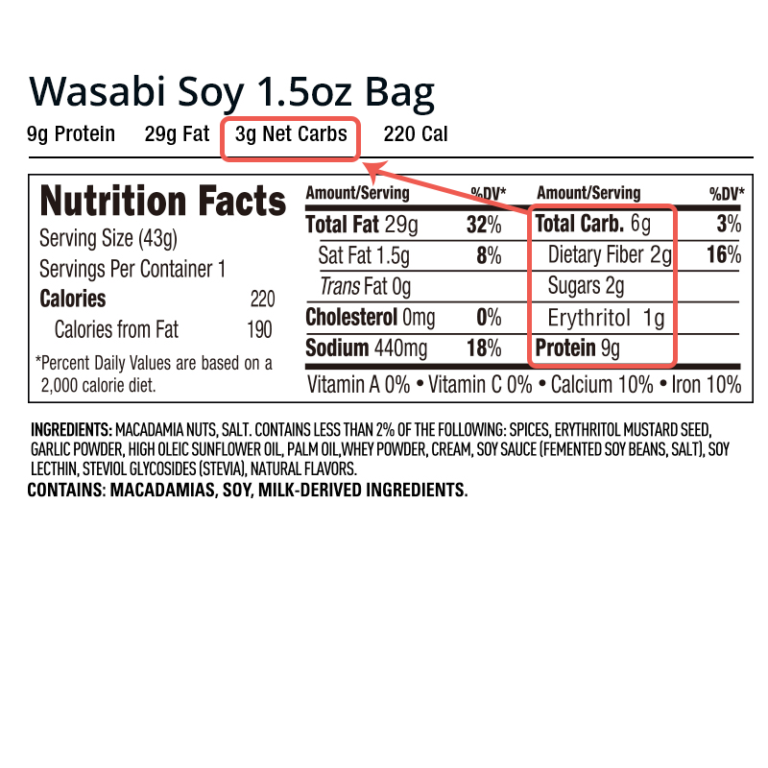 Wasabi Soy 1.5oz Bag
9g Protein 29g Fat 3g Net Carbs 220 Cal
Nutrition Facts
Serving Size (43g)
Servings Per Container 1
Calories 220
Calories from Fat 190
*Percent Daily Values are based on a
2,000 calorie diet.
Amount/Serving %DV*
Total Fat 29g 32%
Sat Fat 1.5g 8%
Trans Fat 0g
Cholesterol 0mg 0%
Sodium 440mg 18%
Amount/Serving %DV*
Total Carb. 6g 3%
Dietary Fiber 2g 16%
Sugars 2g
Erythritol 1g
Protein 9g
Vitamin A 0% • Vitamin C 0% • Calcium 10% • Iron 10%
INGREDIENTS: MACADAMIA NUTS, SALT. CONTAINS LESS THAN 2% OF THE FOLLOWING: SPICES, ERYTHRITOL MUSTARD SEED,
GARLIC POWDER, HIGH OLEIC SUNFLOWER OIL, PALM OIL,WHEY POWDER, CREAM, SOY SAUCE (FEMENTED SOY BEANS, SALT), SOY
LECTHIN, STEVIOL GLYCOSIDES (STEVIA), NATURAL FLAVORS.
CONTAINS: MACADAMIAS, SOY, MILK-DERIVED INGREDIENTS.